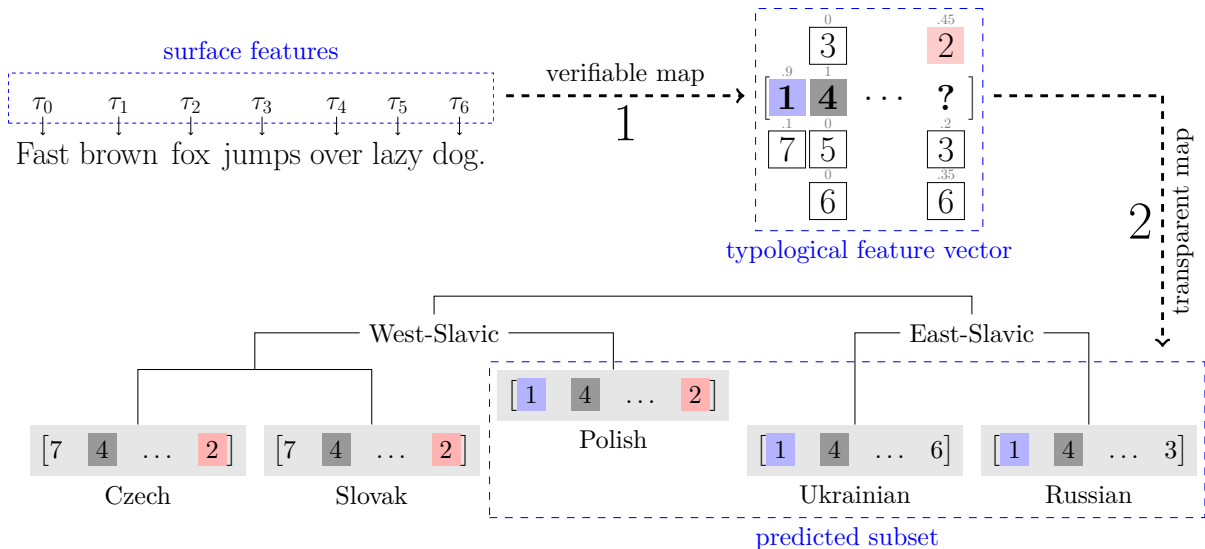 surface features
τ0 τ1 τ2 τ3 τ4 τ5 τ6
Fast brown fox jumps over lazy dog.
verifiable map
1
0 .45
3 2
.9 1
[1 4 ... ?]
.1 0 .2
7 5 3
0 .35
6 6
typological feature vector
2
transparent map
West-Slavic East-Slavic
[1 4 ... 2]
Polish
[7 4 ... 2] [7 4 ... 2] [1 4 ... 6] [1 4 ... 3]
Czech Slovak Ukrainian Russian
predicted subset